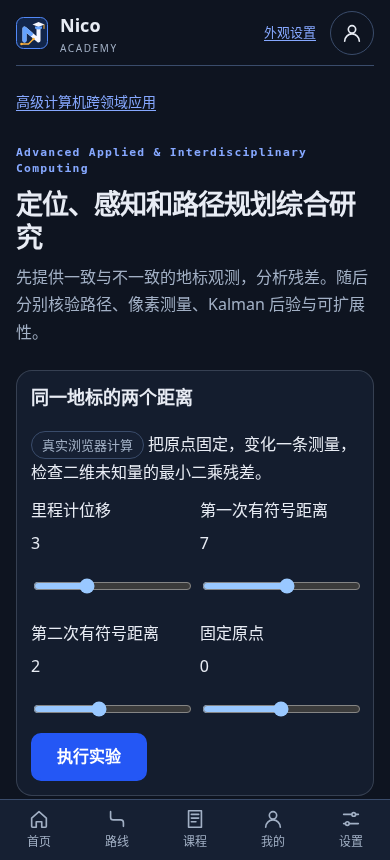 Nico
ACADEMY
外观设置
高级计算机跨领域应用
Advanced Applied & Interdisciplinary
Computing
定位、感知和路径规划综合研
究
先提供一致与不一致的地标观测，分析残差。随后
分别核验路径、像素测量、Kalman 后验与可扩展
性。
同一地标的两个距离
真实浏览器计算 把原点固定，变化一条测量，
检查二维未知量的最小二乘残差。
里程计位移 第一次有符号距离
3 7
第二次有符号距离 固定原点
2 0
执行实验
首页 路线 课程 我的 设置